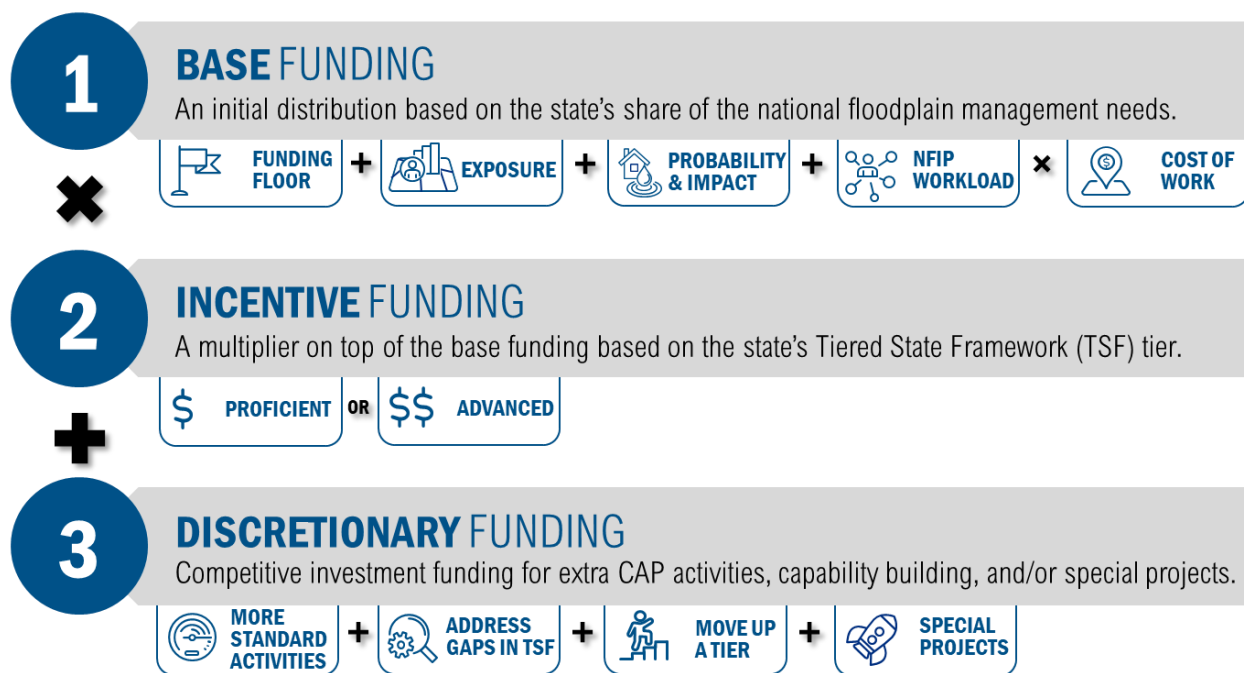 1
BASE FUNDING
An initial distribution based on the state's share of the national floodplain management needs.
FUNDING
FLOOR
+
EXPOSURE
+
PROBABILITY
& IMPACT
+
NFIP
WORKLOAD
×
COST OF
WORK
×
2
INCENTIVE FUNDING
A multiplier on top of the base funding based on the state's Tiered State Framework (TSF) tier.
$ PROFICIENT OR $$ ADVANCED
+
3
DISCRETIONARY FUNDING
Competitive investment funding for extra CAP activities, capability building, and/or special projects.
MORE
STANDARD
ACTIVITIES
+
ADDRESS
GAPS IN TSF
+
MOVE UP
A TIER
+
SPECIAL
PROJECTS